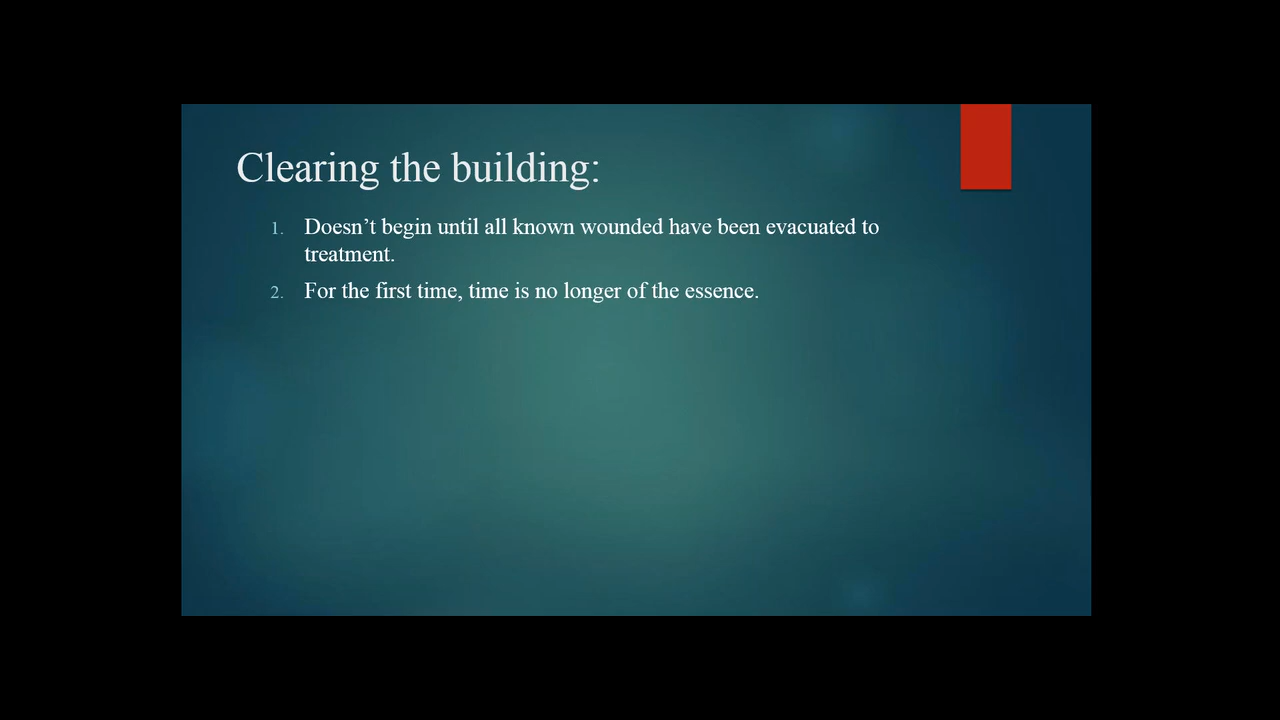 Clearing the building:
1. Doesn’t begin until all known wounded have been evacuated to
treatment.
2. For the first time, time is no longer of the essence.